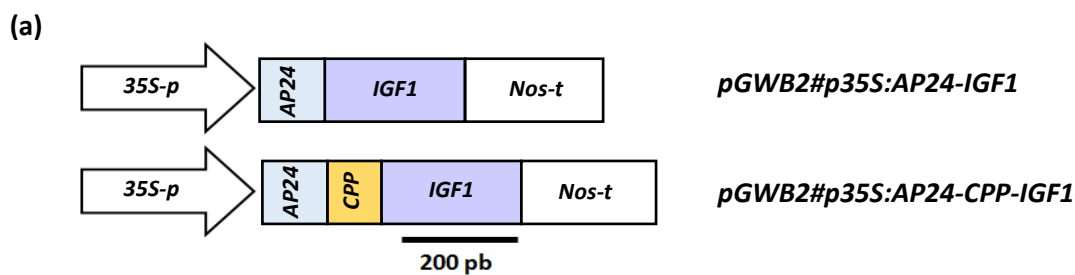 (a)
35S-p AP24 IGF1 Nos-t pGWB2#p35S:AP24-IGF1
35S-p AP24 CPP IGF1 Nos-t pGWB2#p35S:AP24-CPP-IGF1
200 pb